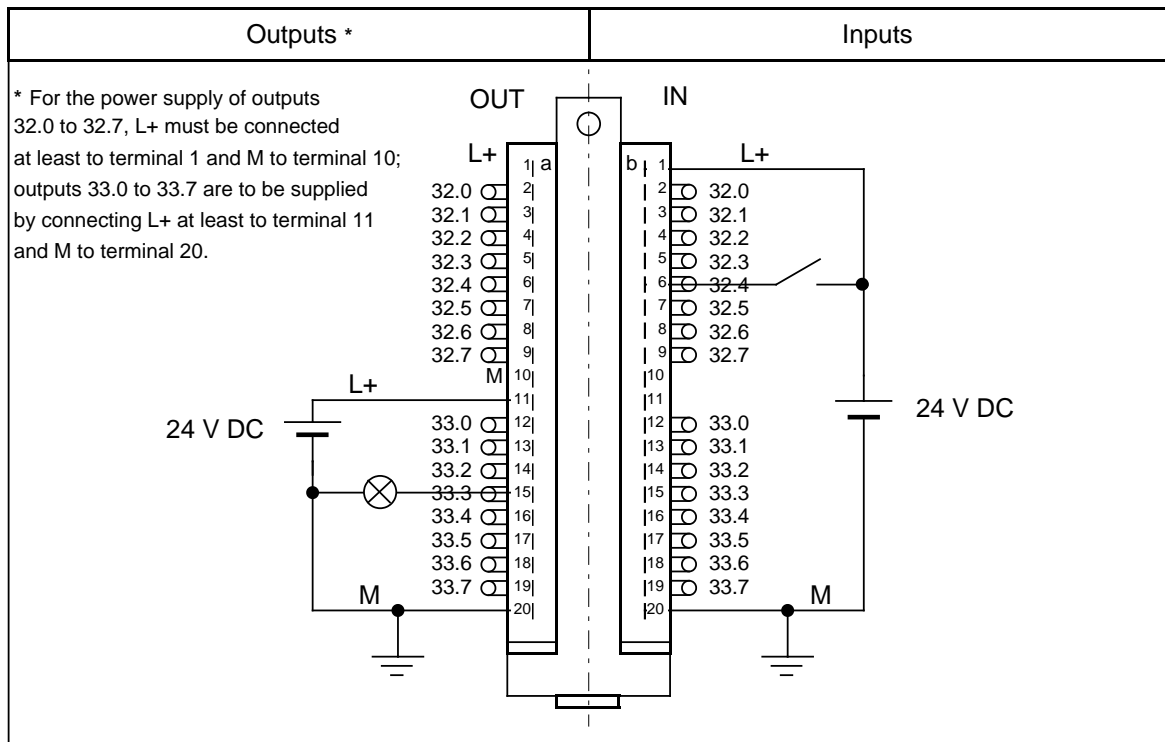 Outputs *
Inputs
* For the power supply of outputs
32.0 to 32.7, L+ must be connected
at least to terminal 1 and M to terminal 10;
outputs 33.0 to 33.7 are to be supplied
by connecting L+ at least to terminal 11
and M to terminal 20.
OUT IN
L+ 1 a b 1 L+
32.0 2 2 32.0
32.1 3 3 32.1
32.2 4 4 32.2
32.3 5 5 32.3
32.4 6 6 32.4
32.5 7 7 32.5
32.6 8 8 32.6
32.7 9 9 32.7
M 10 10
L+ 11 11
24 V DC 24 V DC
33.0 12 12 33.0
33.1 13 13 33.1
33.2 14 14 33.2
33.3 15 15 33.3
33.4 16 16 33.4
33.5 17 17 33.5
33.6 18 18 33.6
33.7 19 19 33.7
M 20 20 M